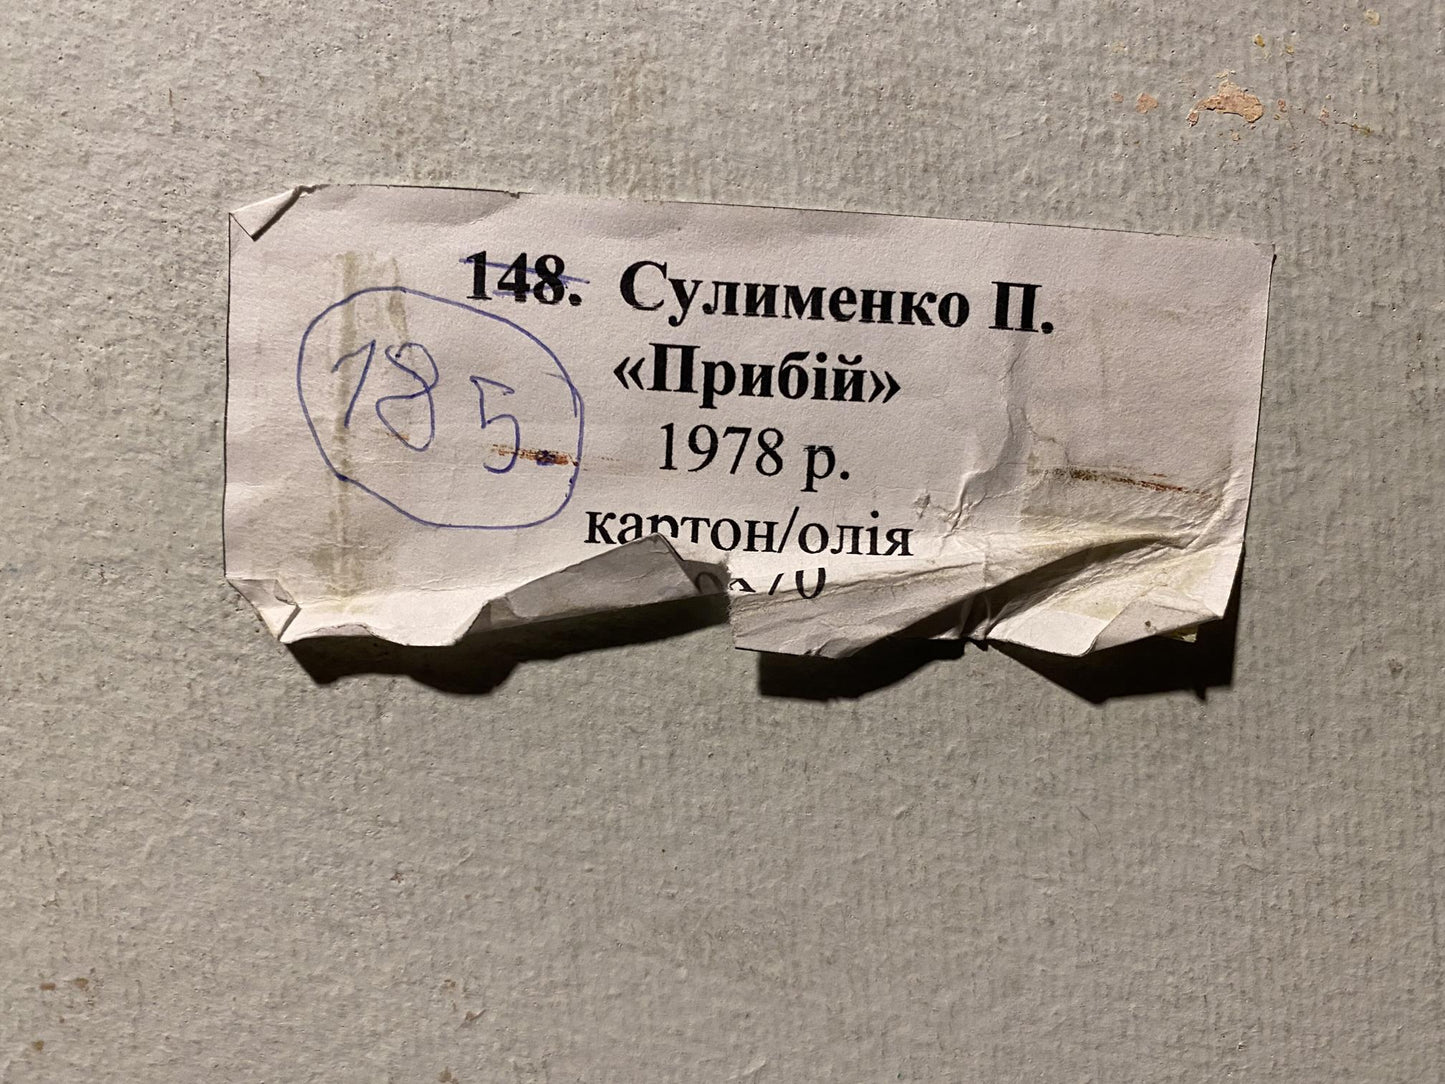 148. Сулименко П.
185
«Прибій»
1978 р.
картон/олія